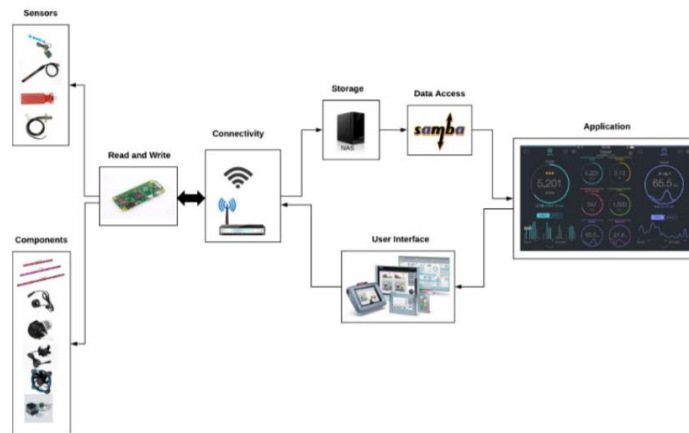 Sensors
Read and Write
Connectivity
Storage
NAS
Data Access
samba
Application
5,201
65.5
User Interface
Components